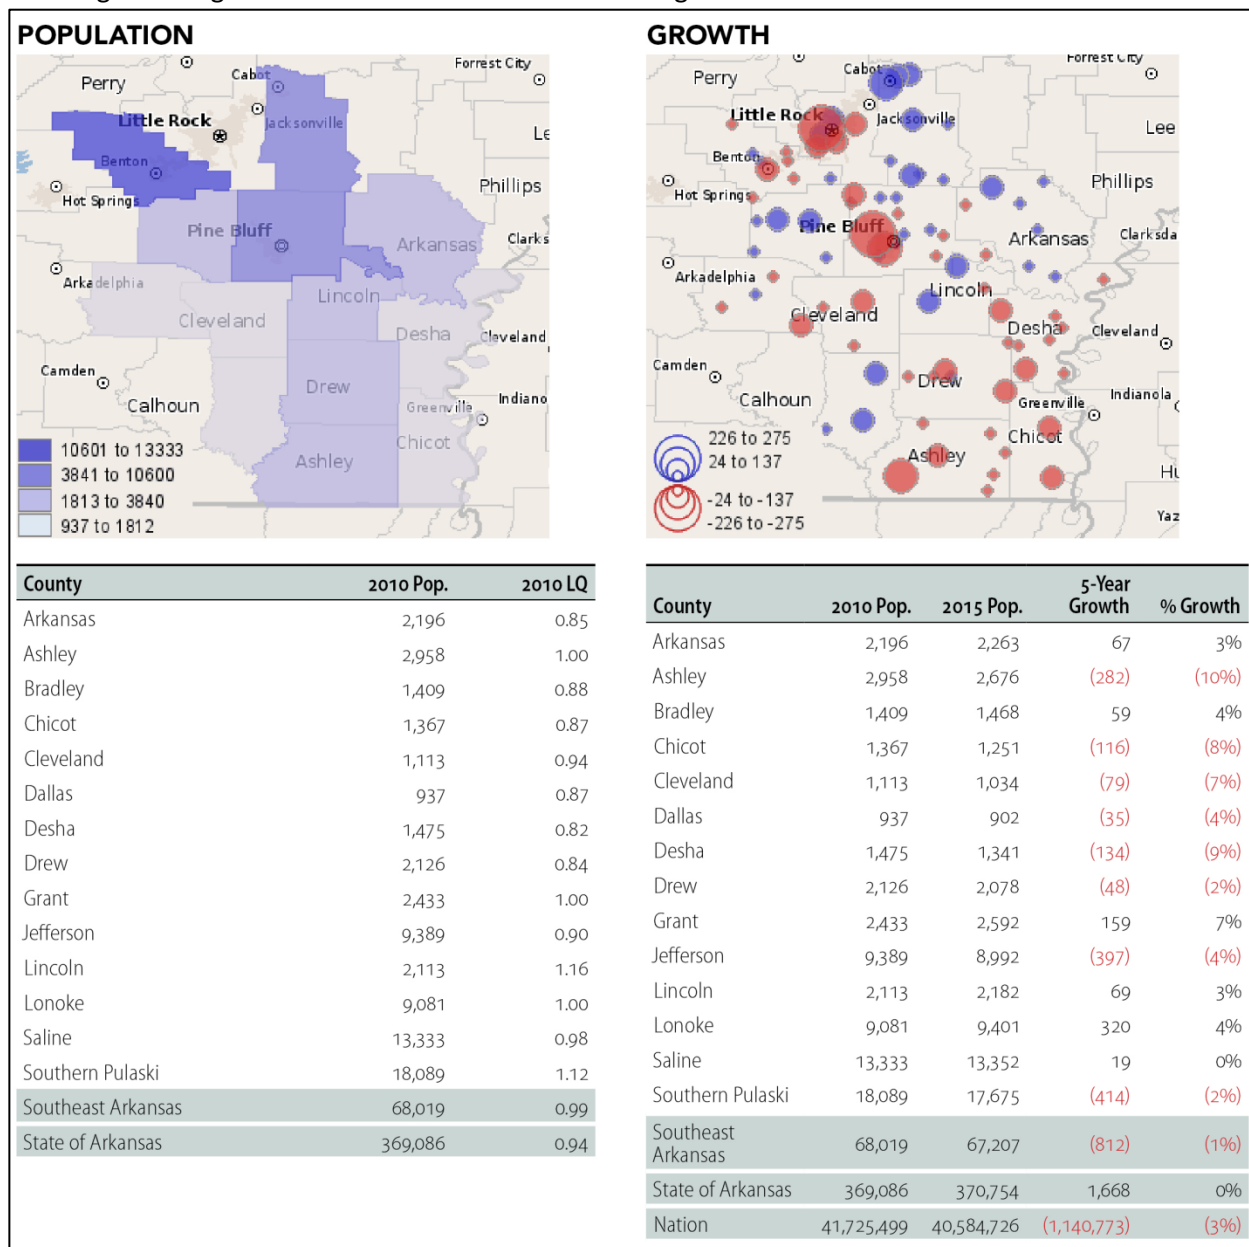 POPULATION
Perry
Cabot
Forrest City
Little Rock
Jacksonville
Le
Benton
Phillips
Hot Springs
Pine Bluff
Arkansas
Clarks
Arkadelphia
Lincoln
Cleveland
Desha
Cleveland
Camden
Drew
Calhoun
Greenville
Indiano
Chicot
Ashley
10601 to 13333
3841 to 10600
1813 to 3840
937 to 1812
GROWTH
Perry
Cabot
Forrest City
Little Rock
Jacksonville
Lee
Benton
Hot Springs
Phillips
Pine Bluff
Arkansas
Clarksda
Arkadelphia
Lincoln
Cleveland
Desha
Cleveland
Camden
Drew
Calhoun
Greenville
Indianola
Chicot
Ashley
Hu
Yaz
226 to 275
24 to 137
-24 to -137
-226 to -275
County 2010 Pop. 2010 LQ
Arkansas 2,196 0.85
Ashley 2,958 1.00
Bradley 1,409 0.88
Chicot 1,367 0.87
Cleveland 1,113 0.94
Dallas 937 0.87
Desha 1,475 0.82
Drew 2,126 0.84
Grant 2,433 1.00
Jefferson 9,389 0.90
Lincoln 2,113 1.16
Lonoke 9,081 1.00
Saline 13,333 0.98
Southern Pulaski 18,089 1.12
Southeast Arkansas 68,019 0.99
State of Arkansas 369,086 0.94
5-Year
County 2010 Pop. 2015 Pop. Growth % Growth
Arkansas 2,196 2,263 67 3%
Ashley 2,958 2,676 (282) (10%)
Bradley 1,409 1,468 59 4%
Chicot 1,367 1,251 (116) (8%)
Cleveland 1,113 1,034 (79) (7%)
Dallas 937 902 (35) (4%)
Desha 1,475 1,341 (134) (9%)
Drew 2,126 2,078 (48) (2%)
Grant 2,433 2,592 159 7%
Jefferson 9,389 8,992 (397) (4%)
Lincoln 2,113 2,182 69 3%
Lonoke 9,081 9,401 320 4%
Saline 13,333 13,352 19 0%
Southern Pulaski 18,089 17,675 (414) (2%)
Southeast
Arkansas 68,019 67,207 (812) (1%)
State of Arkansas 369,086 370,754 1,668 0%
Nation 41,725,499 40,584,726 (1,140,773) (3%)